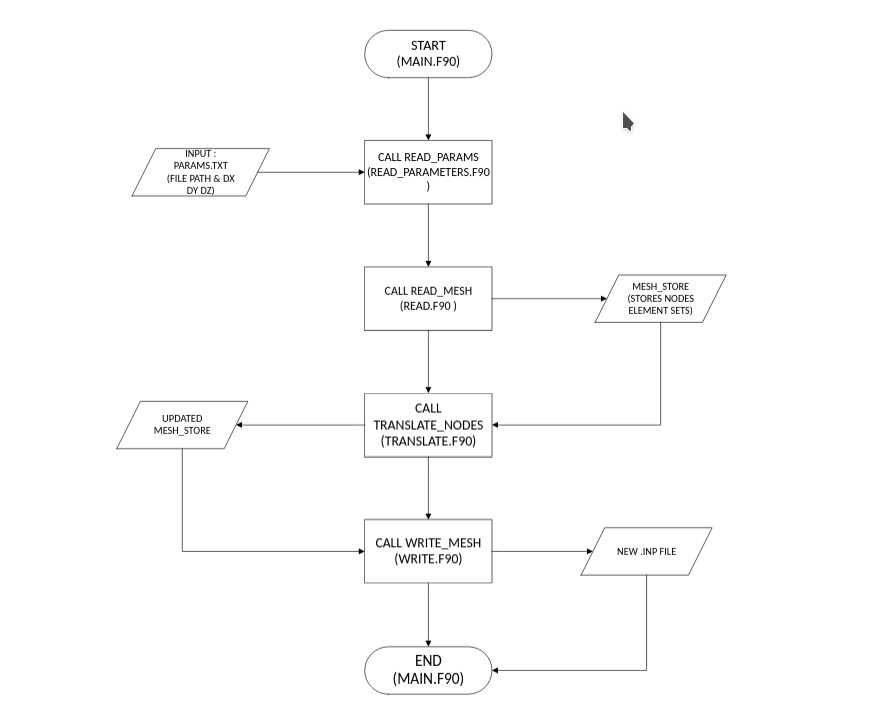 START
(MAIN.F90)
INPUT :
PARAMS.TXT
(FILE PATH & DX
DY DZ)
CALL READ_PARAMS
(READ_PARAMETERS.F90
)
CALL READ_MESH
(READ.F90 )
MESH_STORE
(STORES NODES
ELEMENT SETS)
CALL
TRANSLATE_NODES
(TRANSLATE.F90)
UPDATED
MESH_STORE
CALL WRITE_MESH
(WRITE.F90)
NEW .INP FILE
END
(MAIN.F90)